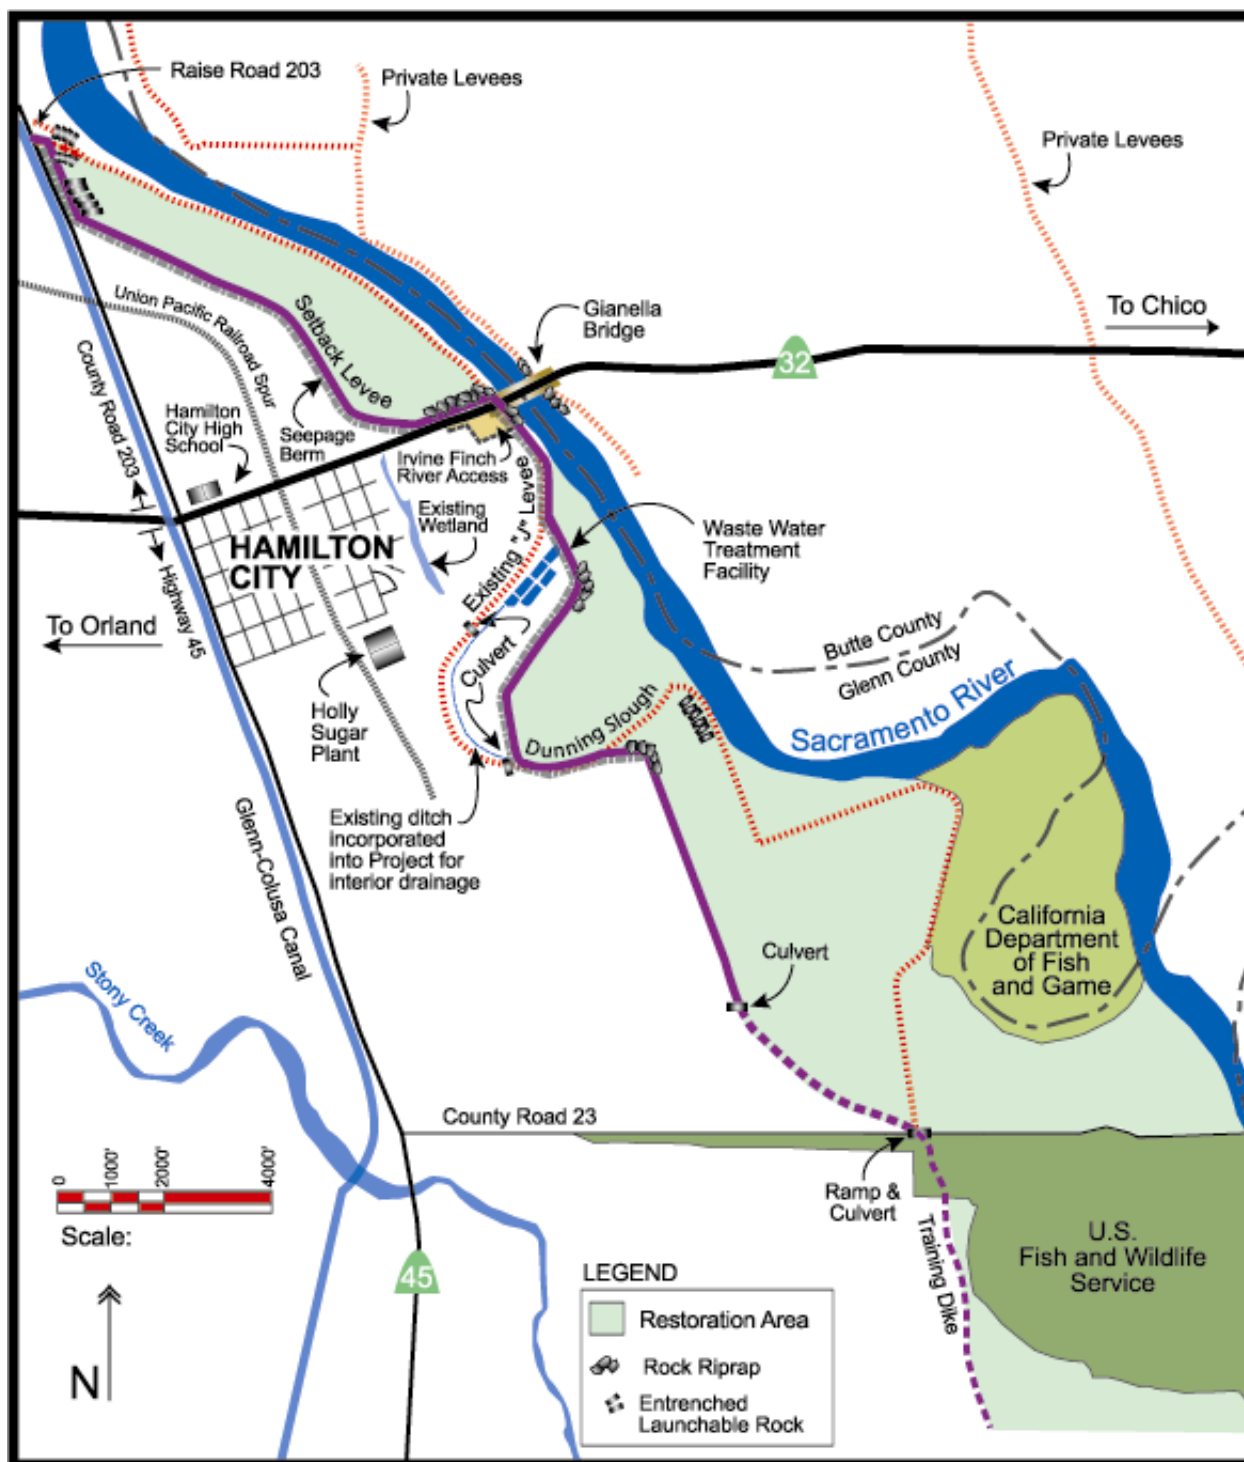 Raise Road 203
Private Levees
Private Levees
Gianella
Bridge
To Chico
32
Union Pacific Railroad Spur
Setback Levee
County Road 203
Hamilton
City High
School
Seepage
Berm
Irvine Finch
River Access
Existing
Wetland
Existing "J" Levee
Waste Water
Treatment
Facility
HAMILTON
CITY
Highway 45
To Orland
Culvert
Butte County
Glenn County
Sacramento River
Holly
Sugar
Plant
Dunning Slough
Existing ditch
incorporated
into Project for
interior drainage
Glenn-Colusa Canal
California
Department
of Fish
and Game
Culvert
Stony Creek
County Road 23
0
1000'
2000'
4000'
Scale:
Ramp &
Culvert
Training Dike
U.S.
Fish and Wildlife
Service
45
N
LEGEND
Restoration Area
Rock Riprap
Entrenched
Launchable Rock